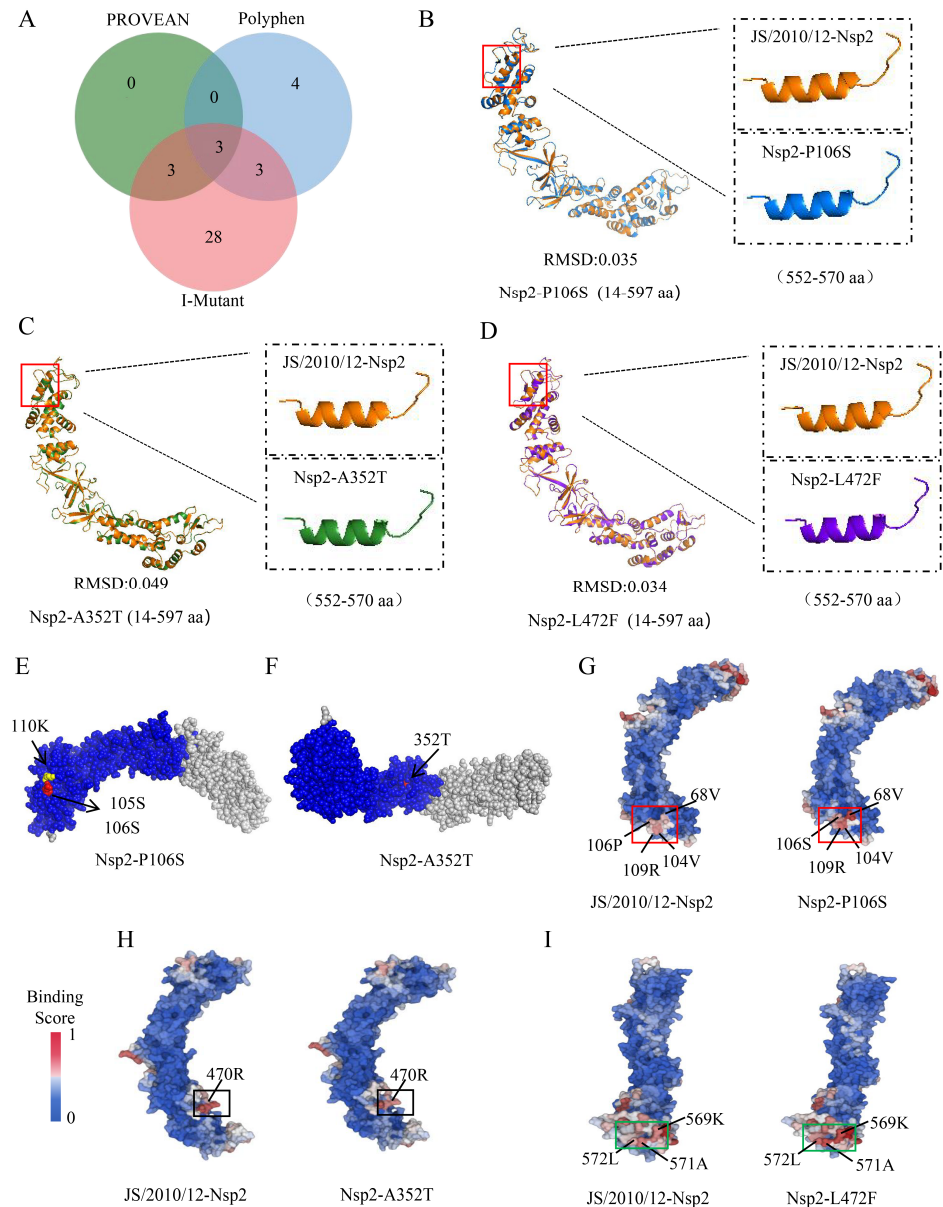 A
PROVEAN
Polyphen
0
0
4
3
3
3
28
I-Mutant
B
JS/2010/12-Nsp2
Nsp2-P106S
RMSD:0.035
Nsp2-P106S (14-597 aa)
(552-570 aa)
C
JS/2010/12-Nsp2
Nsp2-A352T
RMSD:0.049
Nsp2-A352T (14-597 aa)
(552-570 aa)
D
JS/2010/12-Nsp2
Nsp2-L472F
RMSD:0.034
Nsp2-L472F (14-597 aa)
(552-570 aa)
E
110K
105S
106S
Nsp2-P106S
F
352T
Nsp2-A352T
G
68V
106P
104V
109R
JS/2010/12-Nsp2
68V
106S
104V
109R
Nsp2-P106S
H
Binding
Score
1
0
470R
JS/2010/12-Nsp2
470R
Nsp2-A352T
I
569K
572L
571A
JS/2010/12-Nsp2
569K
572L
571A
Nsp2-L472F